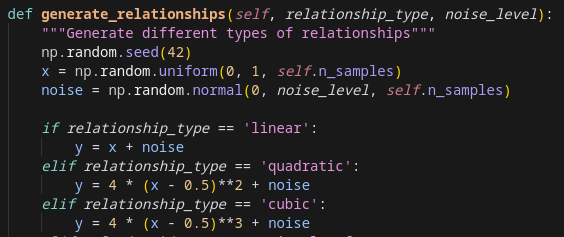 def generate_relationships(self, relationship_type, noise_level):
    """Generate different types of relationships"""
    np.random.seed(42)
    x = np.random.uniform(0, 1, self.n_samples)
    noise = np.random.normal(0, noise_level, self.n_samples)
    if relationship_type == 'linear':
        y = x + noise
    elif relationship_type == 'quadratic':
        y = 4 * (x - 0.5)**2 + noise
    elif relationship_type == 'cubic':
        y = 4 * (x - 0.5)**3 + noise